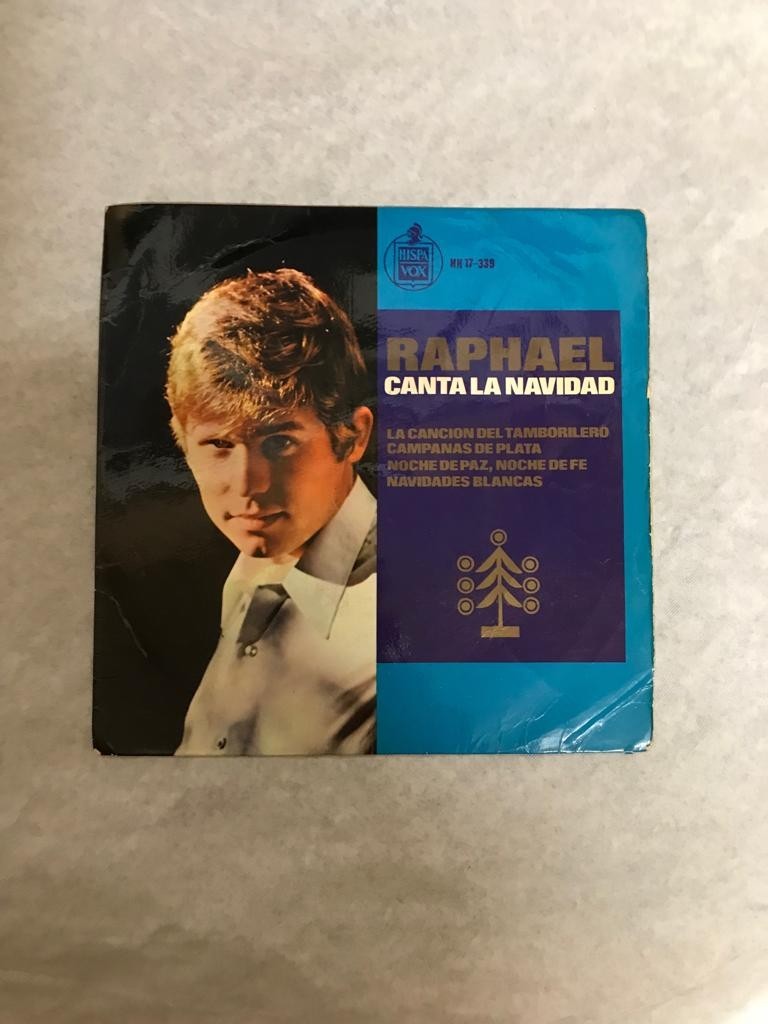 HISPA
VOX
HH 17-339
RAPHAEL
CANTA LA NAVIDAD
LA CANCION DEL TAMBORILERO
CAMPANAS DE PLATA
NOCHE DE PAZ, NOCHE DE FE
NAVIDADES BLANCAS